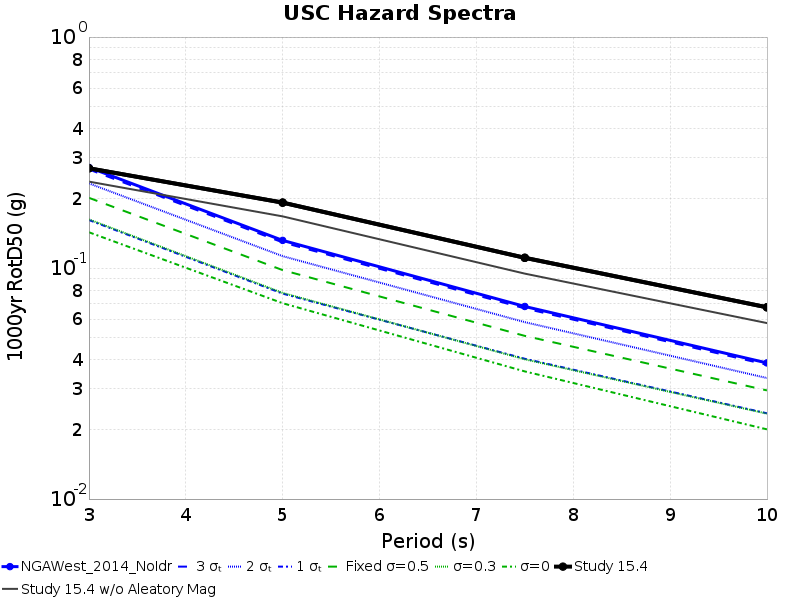 USC Hazard Spectra
10^0
8
6
4
3
2
10^-1
8
6
4
3
2
10^-2
1000yr RotD50 (g)
3 4 5 6 7 8 9 10
Period (s)
NGAWest_2014_NoIdr 3 σₜ 2 σₜ 1 σₜ Fixed σ=0.5 σ=0.3 σ=0 Study 15.4
Study 15.4 w/o Aleatory Mag